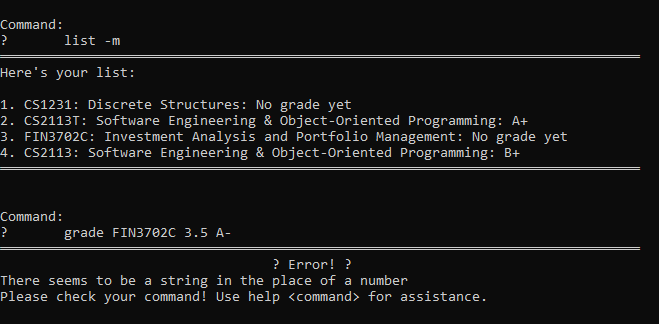 Command:
? list -m
Here's your list:
1. CS1231: Discrete Structures: No grade yet
2. CS2113T: Software Engineering & Object-Oriented Programming: A+
3. FIN3702C: Investment Analysis and Portfolio Management: No grade yet
4. CS2113: Software Engineering & Object-Oriented Programming: B+
Command:
? grade FIN3702C 3.5 A-
? Error! ?
There seems to be a string in the place of a number
Please check your command! Use help <command> for assistance.